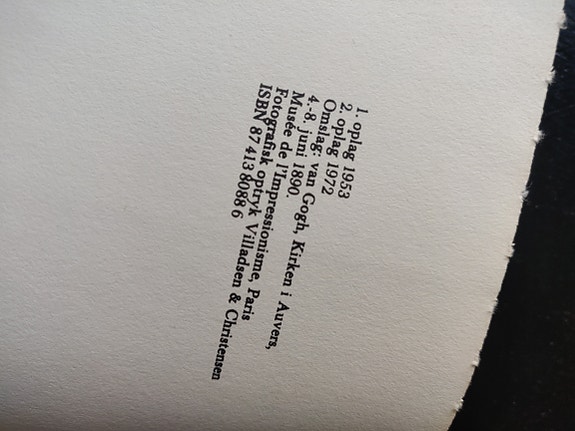 1. oplag 1953
2. oplag 1972
Omslag: van Gogh, Kirken i Auvers,
4.-8. juni 1890.
Musée de l'Impressionisme, Paris
Fotografisk optryk Villadsen & Christensen
ISBN 87 413 8088 6